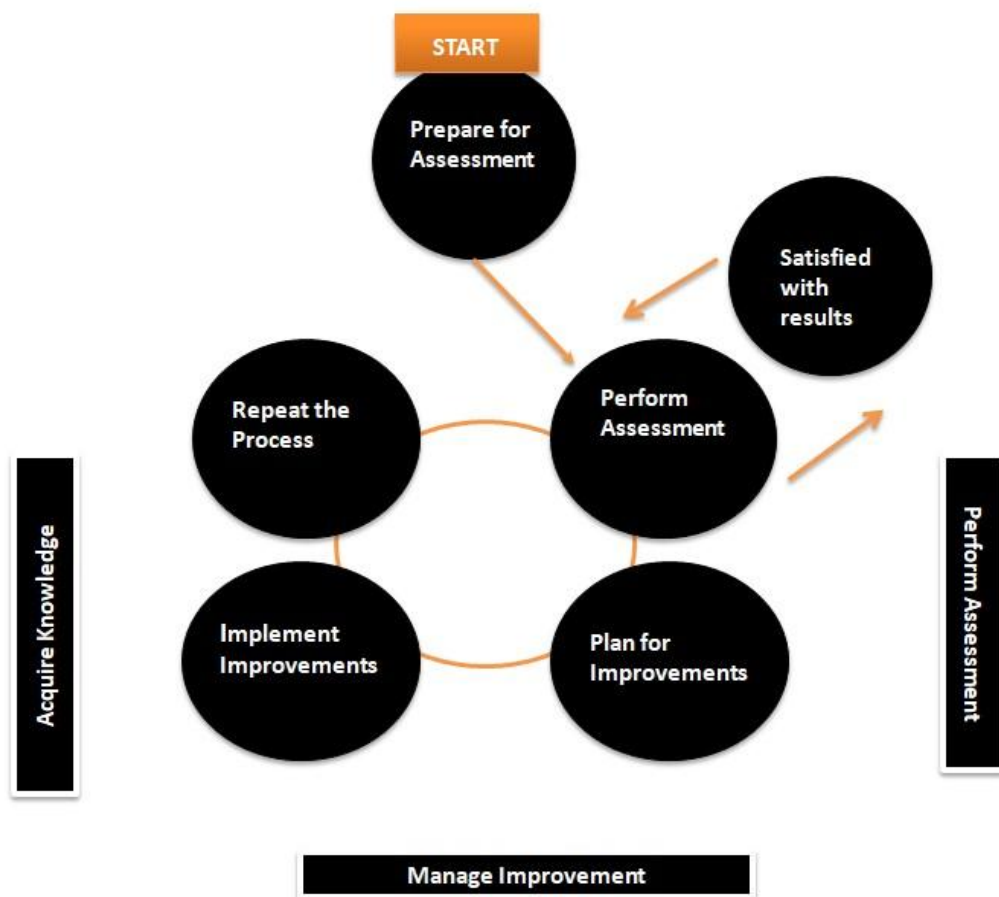 START
Prepare for
Assessment
Satisfied
with
results
Repeat the
Process
Perform
Assessment
Implement
Improvements
Plan for
Improvements
Acquire Knowledge
Perform Assessment
Manage Improvement